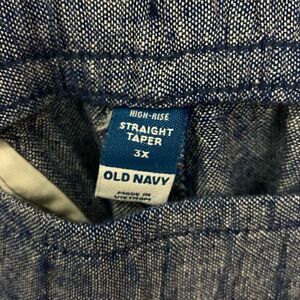 HIGH-RISE
STRAIGHT
TAPER
3X
OLD NAVY
MADE IN
VIETNAM